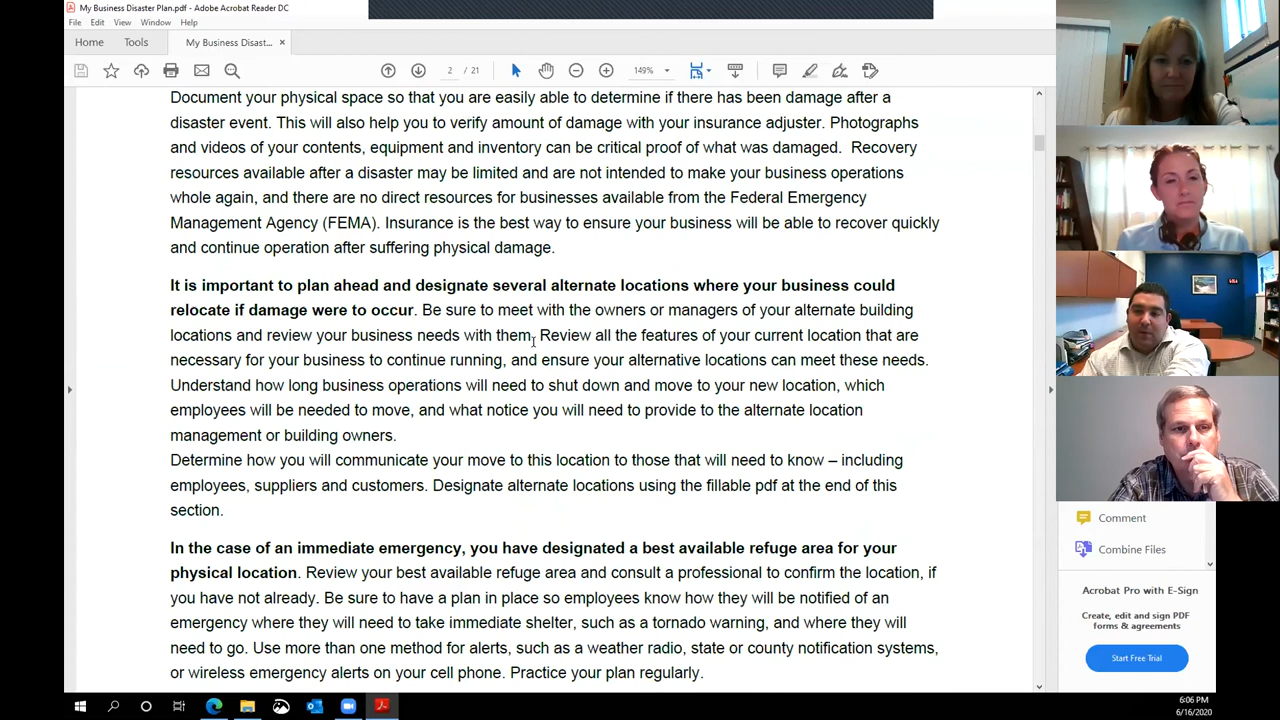 My Business Disaster Plan.pdf - Adobe Acrobat Reader DC
File Edit View Window Help
Home Tools My Business Disast... ×
2 / 21 149%
Document your physical space so that you are easily able to determine if there has been damage after a
disaster event. This will also help you to verify amount of damage with your insurance adjuster. Photographs
and videos of your contents, equipment and inventory can be critical proof of what was damaged. Recovery
resources available after a disaster may be limited and are not intended to make your business operations
whole again, and there are no direct resources for businesses available from the Federal Emergency
Management Agency (FEMA). Insurance is the best way to ensure your business will be able to recover quickly
and continue operation after suffering physical damage.
It is important to plan ahead and designate several alternate locations where your business could
relocate if damage were to occur. Be sure to meet with the owners or managers of your alternate building
locations and review your business needs with them. Review all the features of your current location that are
necessary for your business to continue running, and ensure your alternative locations can meet these needs.
Understand how long business operations will need to shut down and move to your new location, which
employees will be needed to move, and what notice you will need to provide to the alternate location
management or building owners.
Determine how you will communicate your move to this location to those that will need to know – including
employees, suppliers and customers. Designate alternate locations using the fillable pdf at the end of this
section.
In the case of an immediate emergency, you have designated a best available refuge area for your
physical location. Review your best available refuge area and consult a professional to confirm the location, if
you have not already. Be sure to have a plan in place so employees know how they will be notified of an
emergency where they will need to take immediate shelter, such as a tornado warning, and where they will
need to go. Use more than one method for alerts, such as a weather radio, state or county notification systems,
or wireless emergency alerts on your cell phone. Practice your plan regularly.
Comment
Combine Files
Acrobat Pro with E-Sign
Create, edit and sign PDF
forms & agreements
Start Free Trial
6:06 PM
6/16/2020